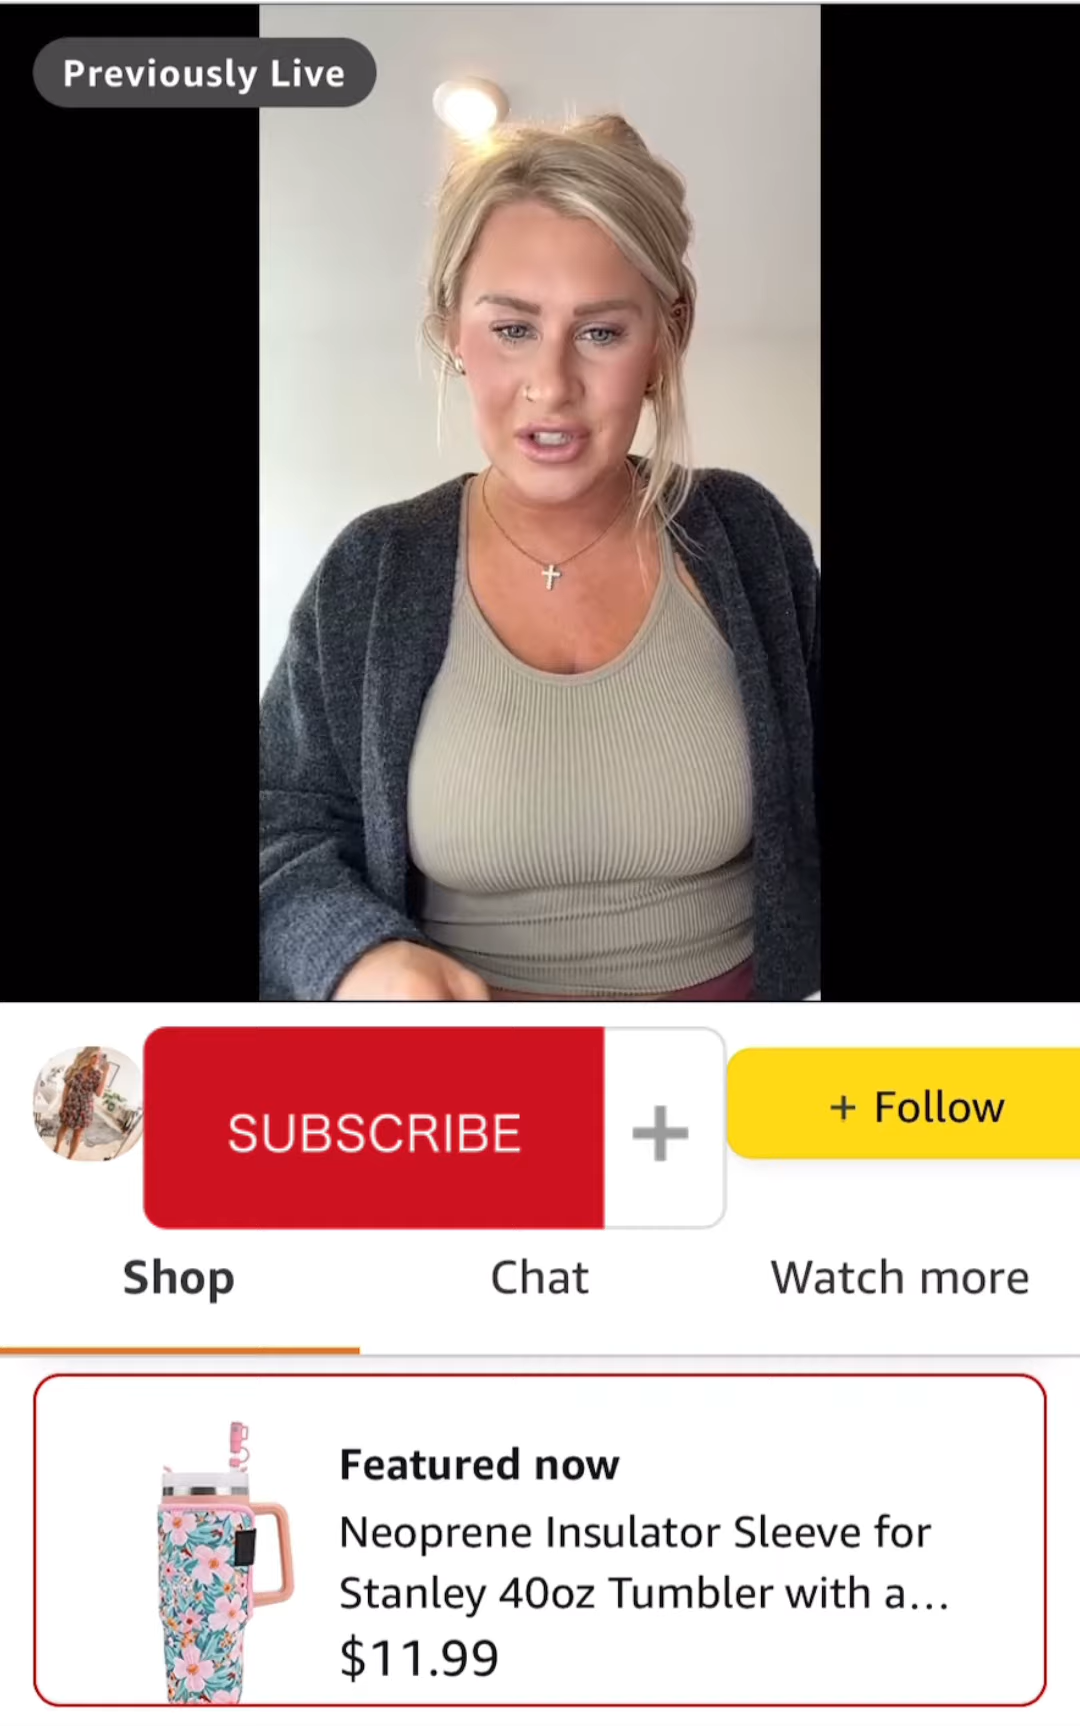 Previously Live
SUBSCRIBE +
+ Follow
Shop
Chat
Watch more
Featured now
Neoprene Insulator Sleeve for
Stanley 40oz Tumbler with a...
$11.99